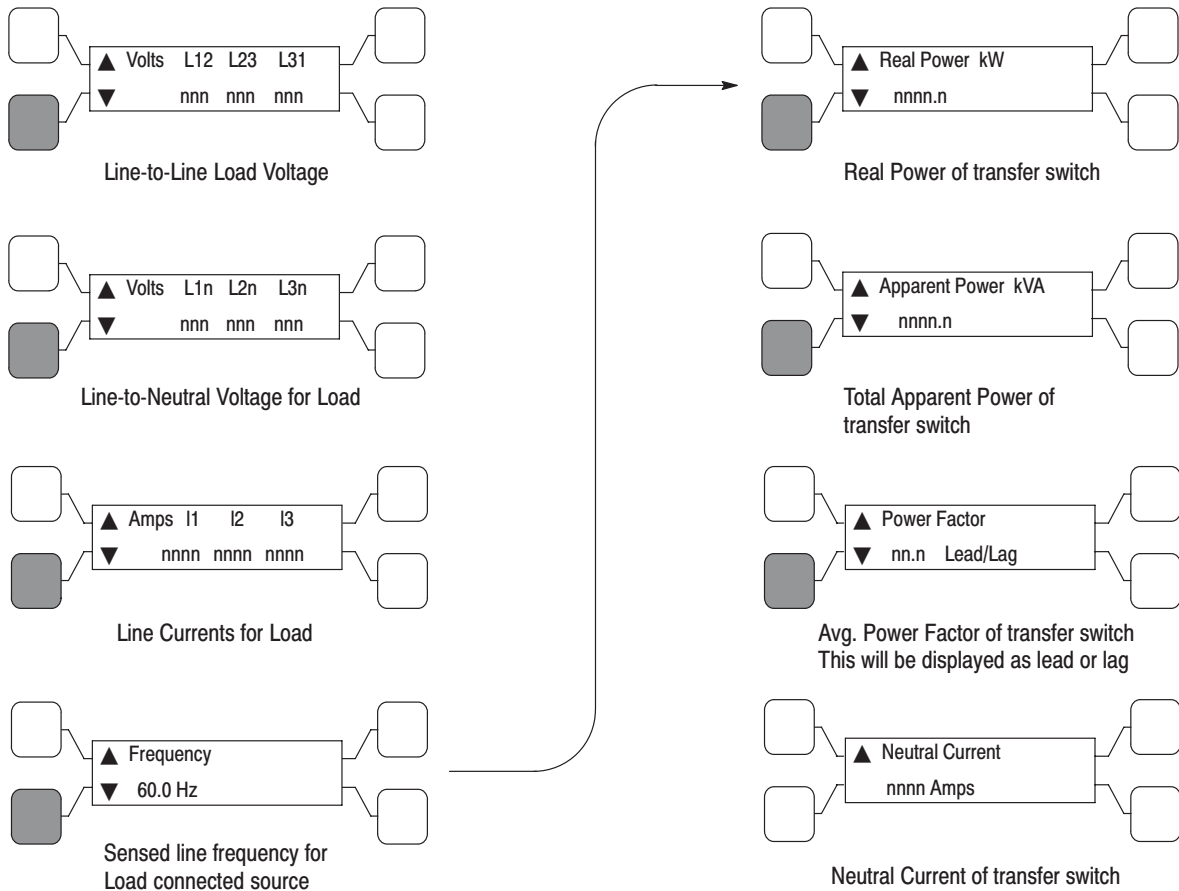 ▲ Volts L12 L23 L31
▼ nnn nnn nnn
Line-to-Line Load Voltage
▲ Volts L1n L2n L3n
▼ nnn nnn nnn
Line-to-Neutral Voltage for Load
▲ Amps I1 I2 I3
▼ nnnn nnnn nnnn
Line Currents for Load
▲ Frequency
▼ 60.0 Hz
Sensed line frequency for
Load connected source
▲ Real Power kW
▼ nnnn.n
Real Power of transfer switch
▲ Apparent Power kVA
▼ nnnn.n
Total Apparent Power of
transfer switch
▲ Power Factor
▼ nn.n Lead/Lag
Avg. Power Factor of transfer switch
This will be displayed as lead or lag
▲ Neutral Current
nnnn Amps
Neutral Current of transfer switch